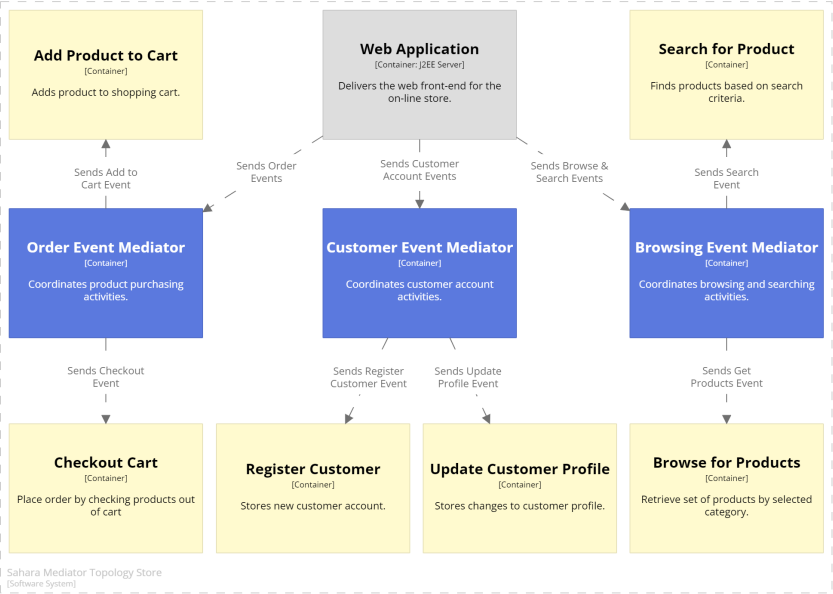 Add Product to Cart
[Container]
Adds product to shopping cart.
Web Application
[Container: J2EE Server]
Delivers the web front-end for the
on-line store.
Search for Product
[Container]
Finds products based on search
criteria.
Sends Add to
Cart Event
Sends Order
Events
Sends Customer
Account Events
Sends Browse &
Search Events
Sends Search
Event
Order Event Mediator
[Container]
Coordinates product purchasing
activities.
Customer Event Mediator
[Container]
Coordinates customer account
activities.
Browsing Event Mediator
[Container]
Coordinates browsing and searching
activities.
Sends Checkout
Event
Sends Register
Customer Event
Sends Update
Profile Event
Sends Get
Products Event
Checkout Cart
[Container]
Place order by checking products out
of cart
Register Customer
[Container]
Stores new customer account.
Update Customer Profile
[Container]
Stores changes to customer profile.
Browse for Products
[Container]
Retrieve set of products by selected
category.
Sahara Mediator Topology Store
[Software System]